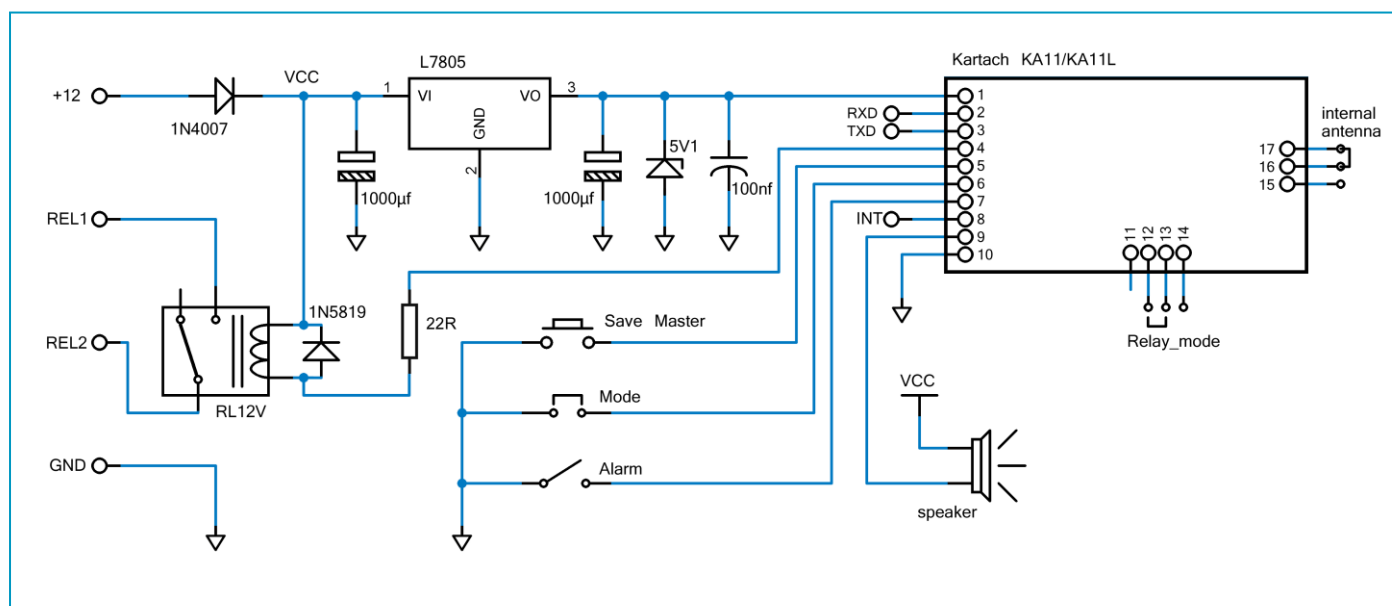 L7805
Kartach KA11/KA11L
+12
VCC
1
VI
VO
3
GND
2
1N4007
1000µf
1000µf
5V1
100nf
RXD
TXD
INT
1
2
3
4
5
6
7
8
9
10
internal
antenna
17
16
15
11
12
13
14
Relay_mode
REL1
REL2
1N5819
RL12V
22R
GND
Save Master
Mode
Alarm
VCC
speaker